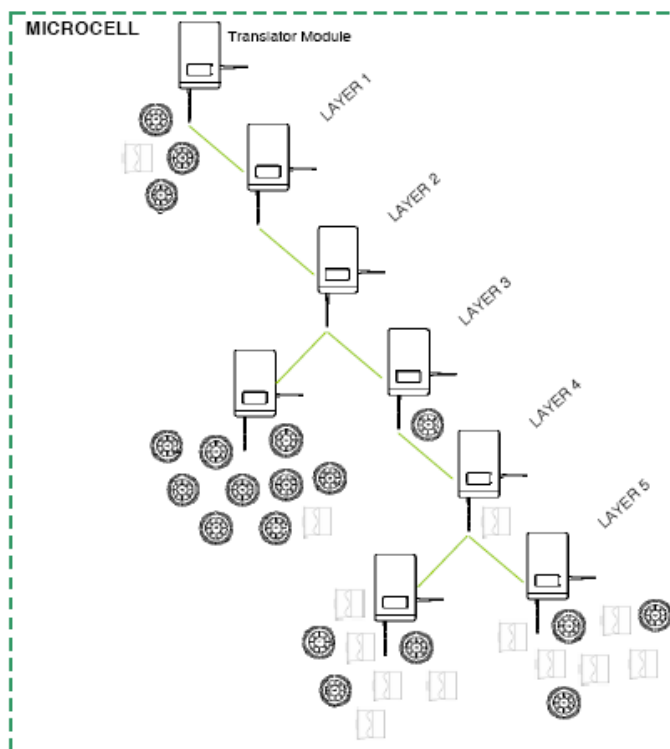 MICROCELL
Translator Module
LAYER 1
LAYER 2
LAYER 3
LAYER 4
LAYER 5